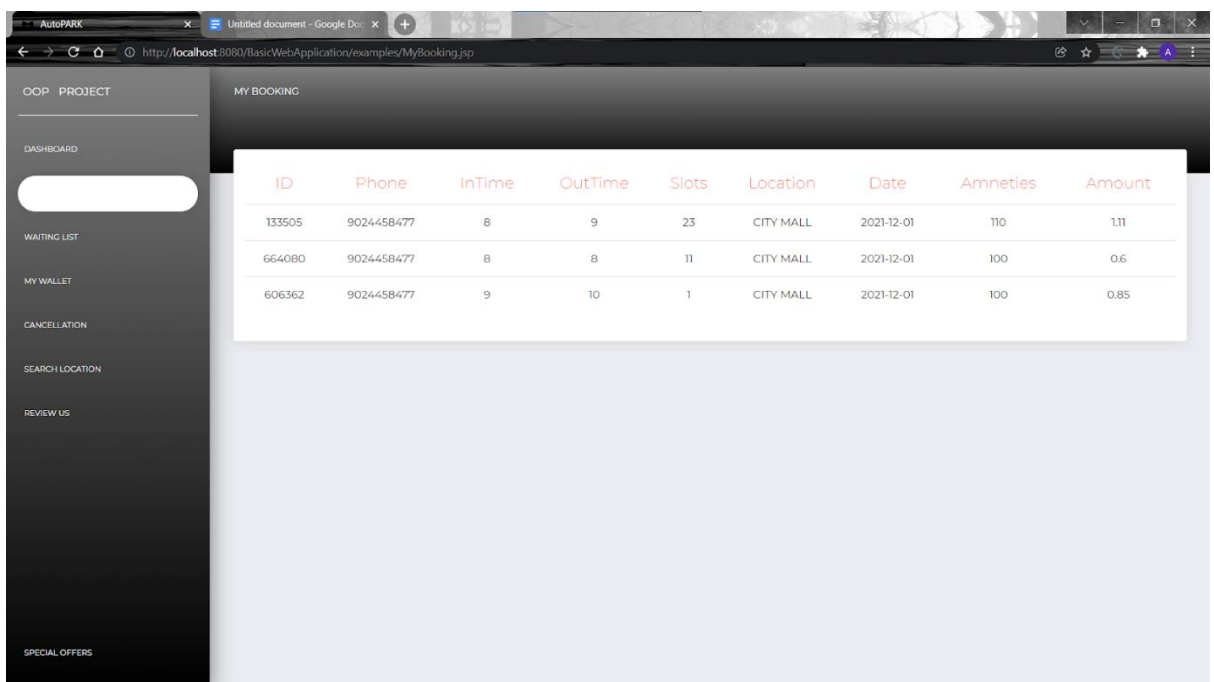 AutoPARK
Untitled document - Google Doc
http://localhost:8080/BasicWebApplication/examples/MyBooking.jsp
A
OOP PROJECT
MY BOOKING
DASHBOARD
WAITING LIST
MY WALLET
CANCELLATION
SEARCH LOCATION
REVIEW US
SPECIAL OFFERS
ID Phone InTime OutTime Slots Location Date Amneties Amount
133505 9024458477 8 9 23 CITY MALL 2021-12-01 110 1.11
664080 9024458477 8 8 11 CITY MALL 2021-12-01 100 0.6
606362 9024458477 9 10 1 CITY MALL 2021-12-01 100 0.85